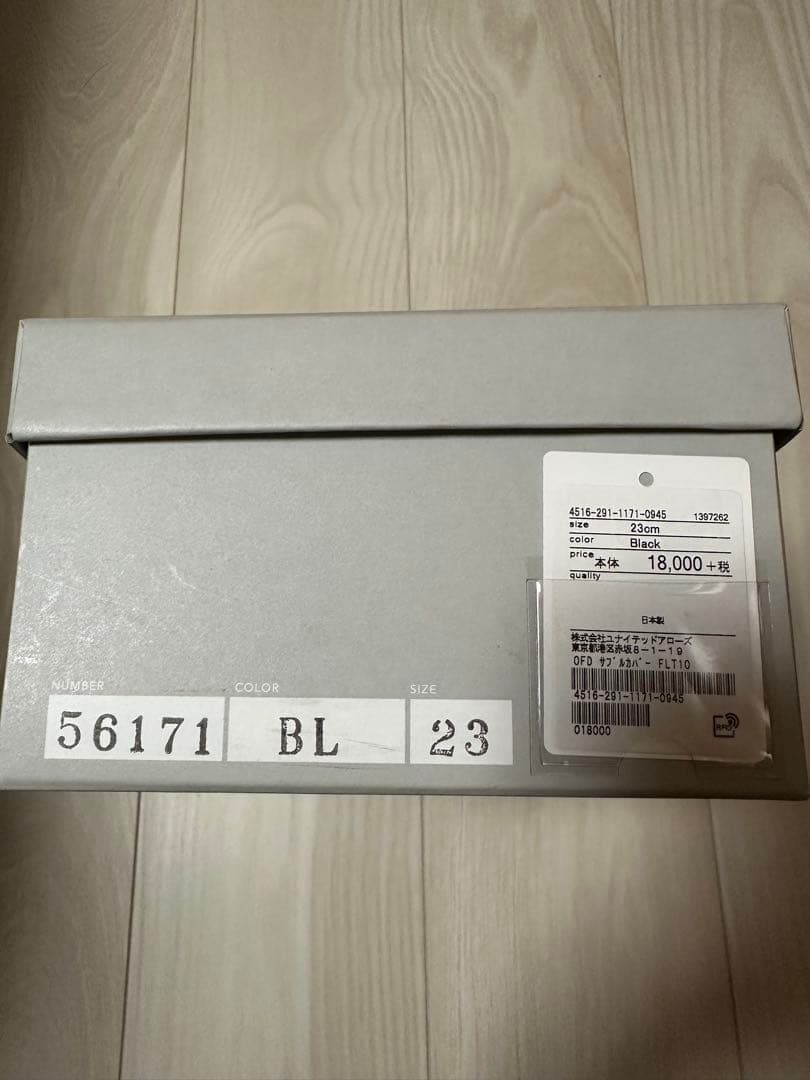 4516-291-1171-0945 1397262
size 23cm
color Black
price 本体 18,000+税
quality
日本製
株式会社ユナイテッドアローズ
東京都港区赤坂8-1-19
OFD サブルカバー FLT10
4516-291-1171-0945
018000
RFID
NUMBER COLOR SIZE
56171 BL 23